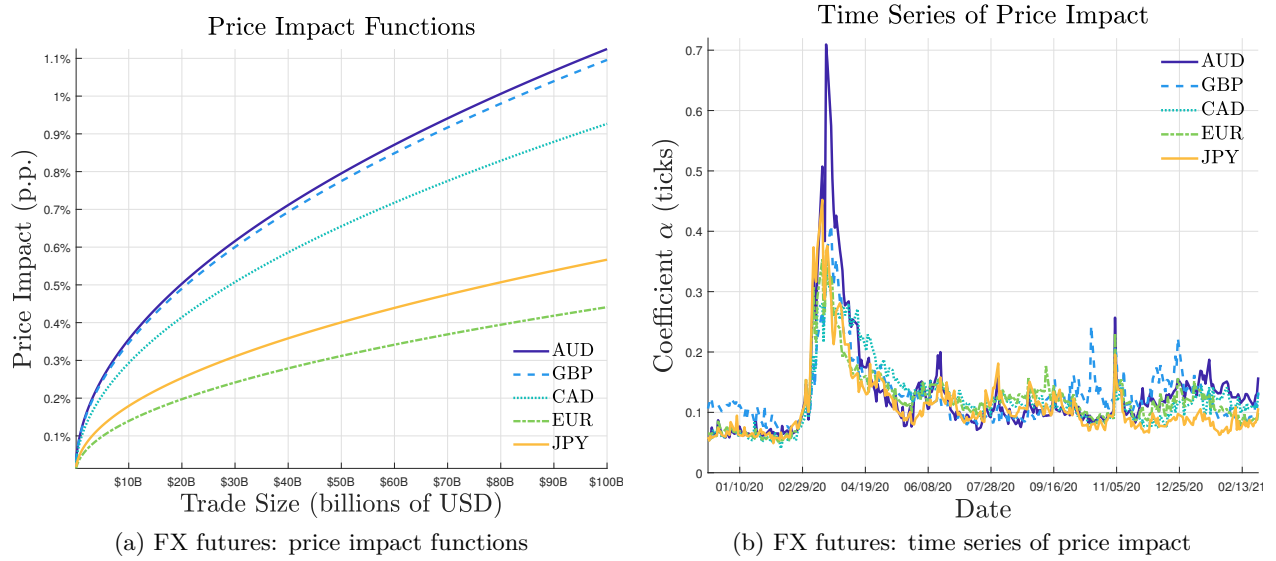 Price Impact Functions
Price Impact (p.p.)
1.1%
1%
0.9%
0.8%
0.7%
0.6%
0.5%
0.4%
0.3%
0.2%
0.1%
AUD
GBP
CAD
EUR
JPY
$10B $20B $30B $40B $50B $60B $70B $80B $90B $100B
Trade Size (billions of USD)
(a) FX futures: price impact functions
Time Series of Price Impact
Coefficient α (ticks)
0.7
0.6
0.5
0.4
0.3
0.2
0.1
0
AUD
GBP
CAD
EUR
JPY
01/10/20 02/29/20 04/19/20 06/08/20 07/28/20 09/16/20 11/05/20 12/25/20 02/13/21
Date
(b) FX futures: time series of price impact